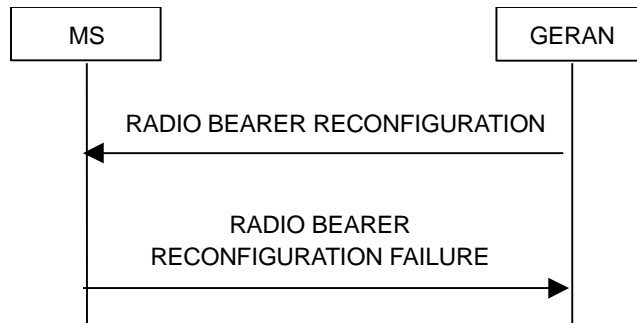 MS
GERAN
RADIO BEARER RECONFIGURATION
RADIO BEARER
RECONFIGURATION FAILURE